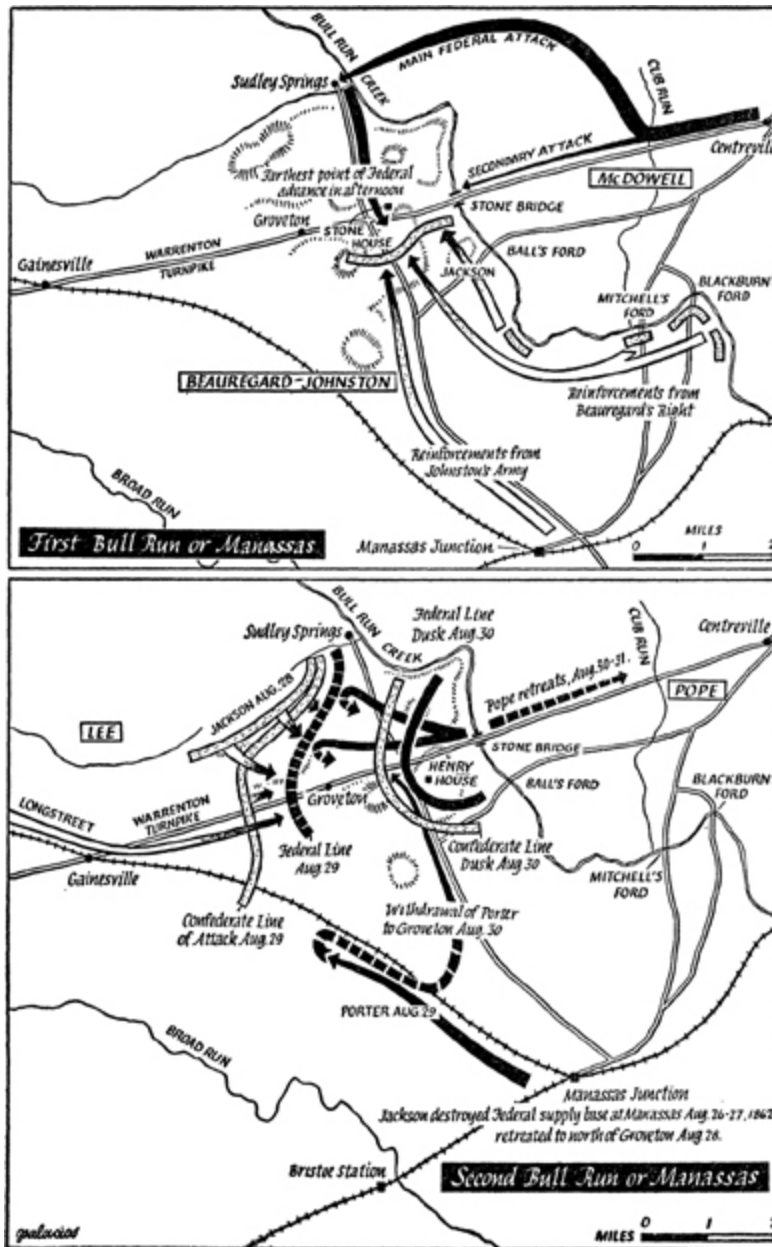 BULL RUN
CREEK
MAIN FEDERAL ATTACK
Sudley Springs
CUB RUN
Centreville
SECONDARY ATTACK
McDOWELL
Farthest point of Federal
advance in afternoon
STONE BRIDGE
Groveton
STONE
HOUSE
WARRENTON
TURNPIKE
Gainesville
BALL'S FORD
JACKSON
BLACKBURN
FORD
MITCHELL'S
FORD
BEAUREGARD-JOHNSTON
Reinforcements from
Beauregard's Right
Reinforcements from
Johnston's Army
BROAD RUN
First Bull Run or Manassas
Manassas Junction
MILES
0 1 2
BULL RUN
CREEK
Federal Line
Dusk Aug. 30
Sudley Springs
CUB RUN
Centreville
JACKSON AUG. 28
Pope retreats, Aug. 30-31.
POPE
LEE
STONE BRIDGE
HENRY
HOUSE
BALL'S FORD
BLACKBURN
FORD
LONGSTREET
WARRENTON
TURNPIKE
Groveton
Gainesville
Federal Line
Aug. 29
Confederate Line
Dusk Aug. 30
MITCHELL'S
FORD
Confederate Line
of Attack Aug. 29
Withdrawal of Porter
to Groveton Aug. 30
PORTER AUG. 29
BROAD RUN
Manassas Junction
Jackson destroyed Federal supply base at Manassas Aug. 26-27, 1862
retreated to north of Groveton Aug 28.
Bristoe Station
Second Bull Run or Manassas
palacios
MILES 0 1 2